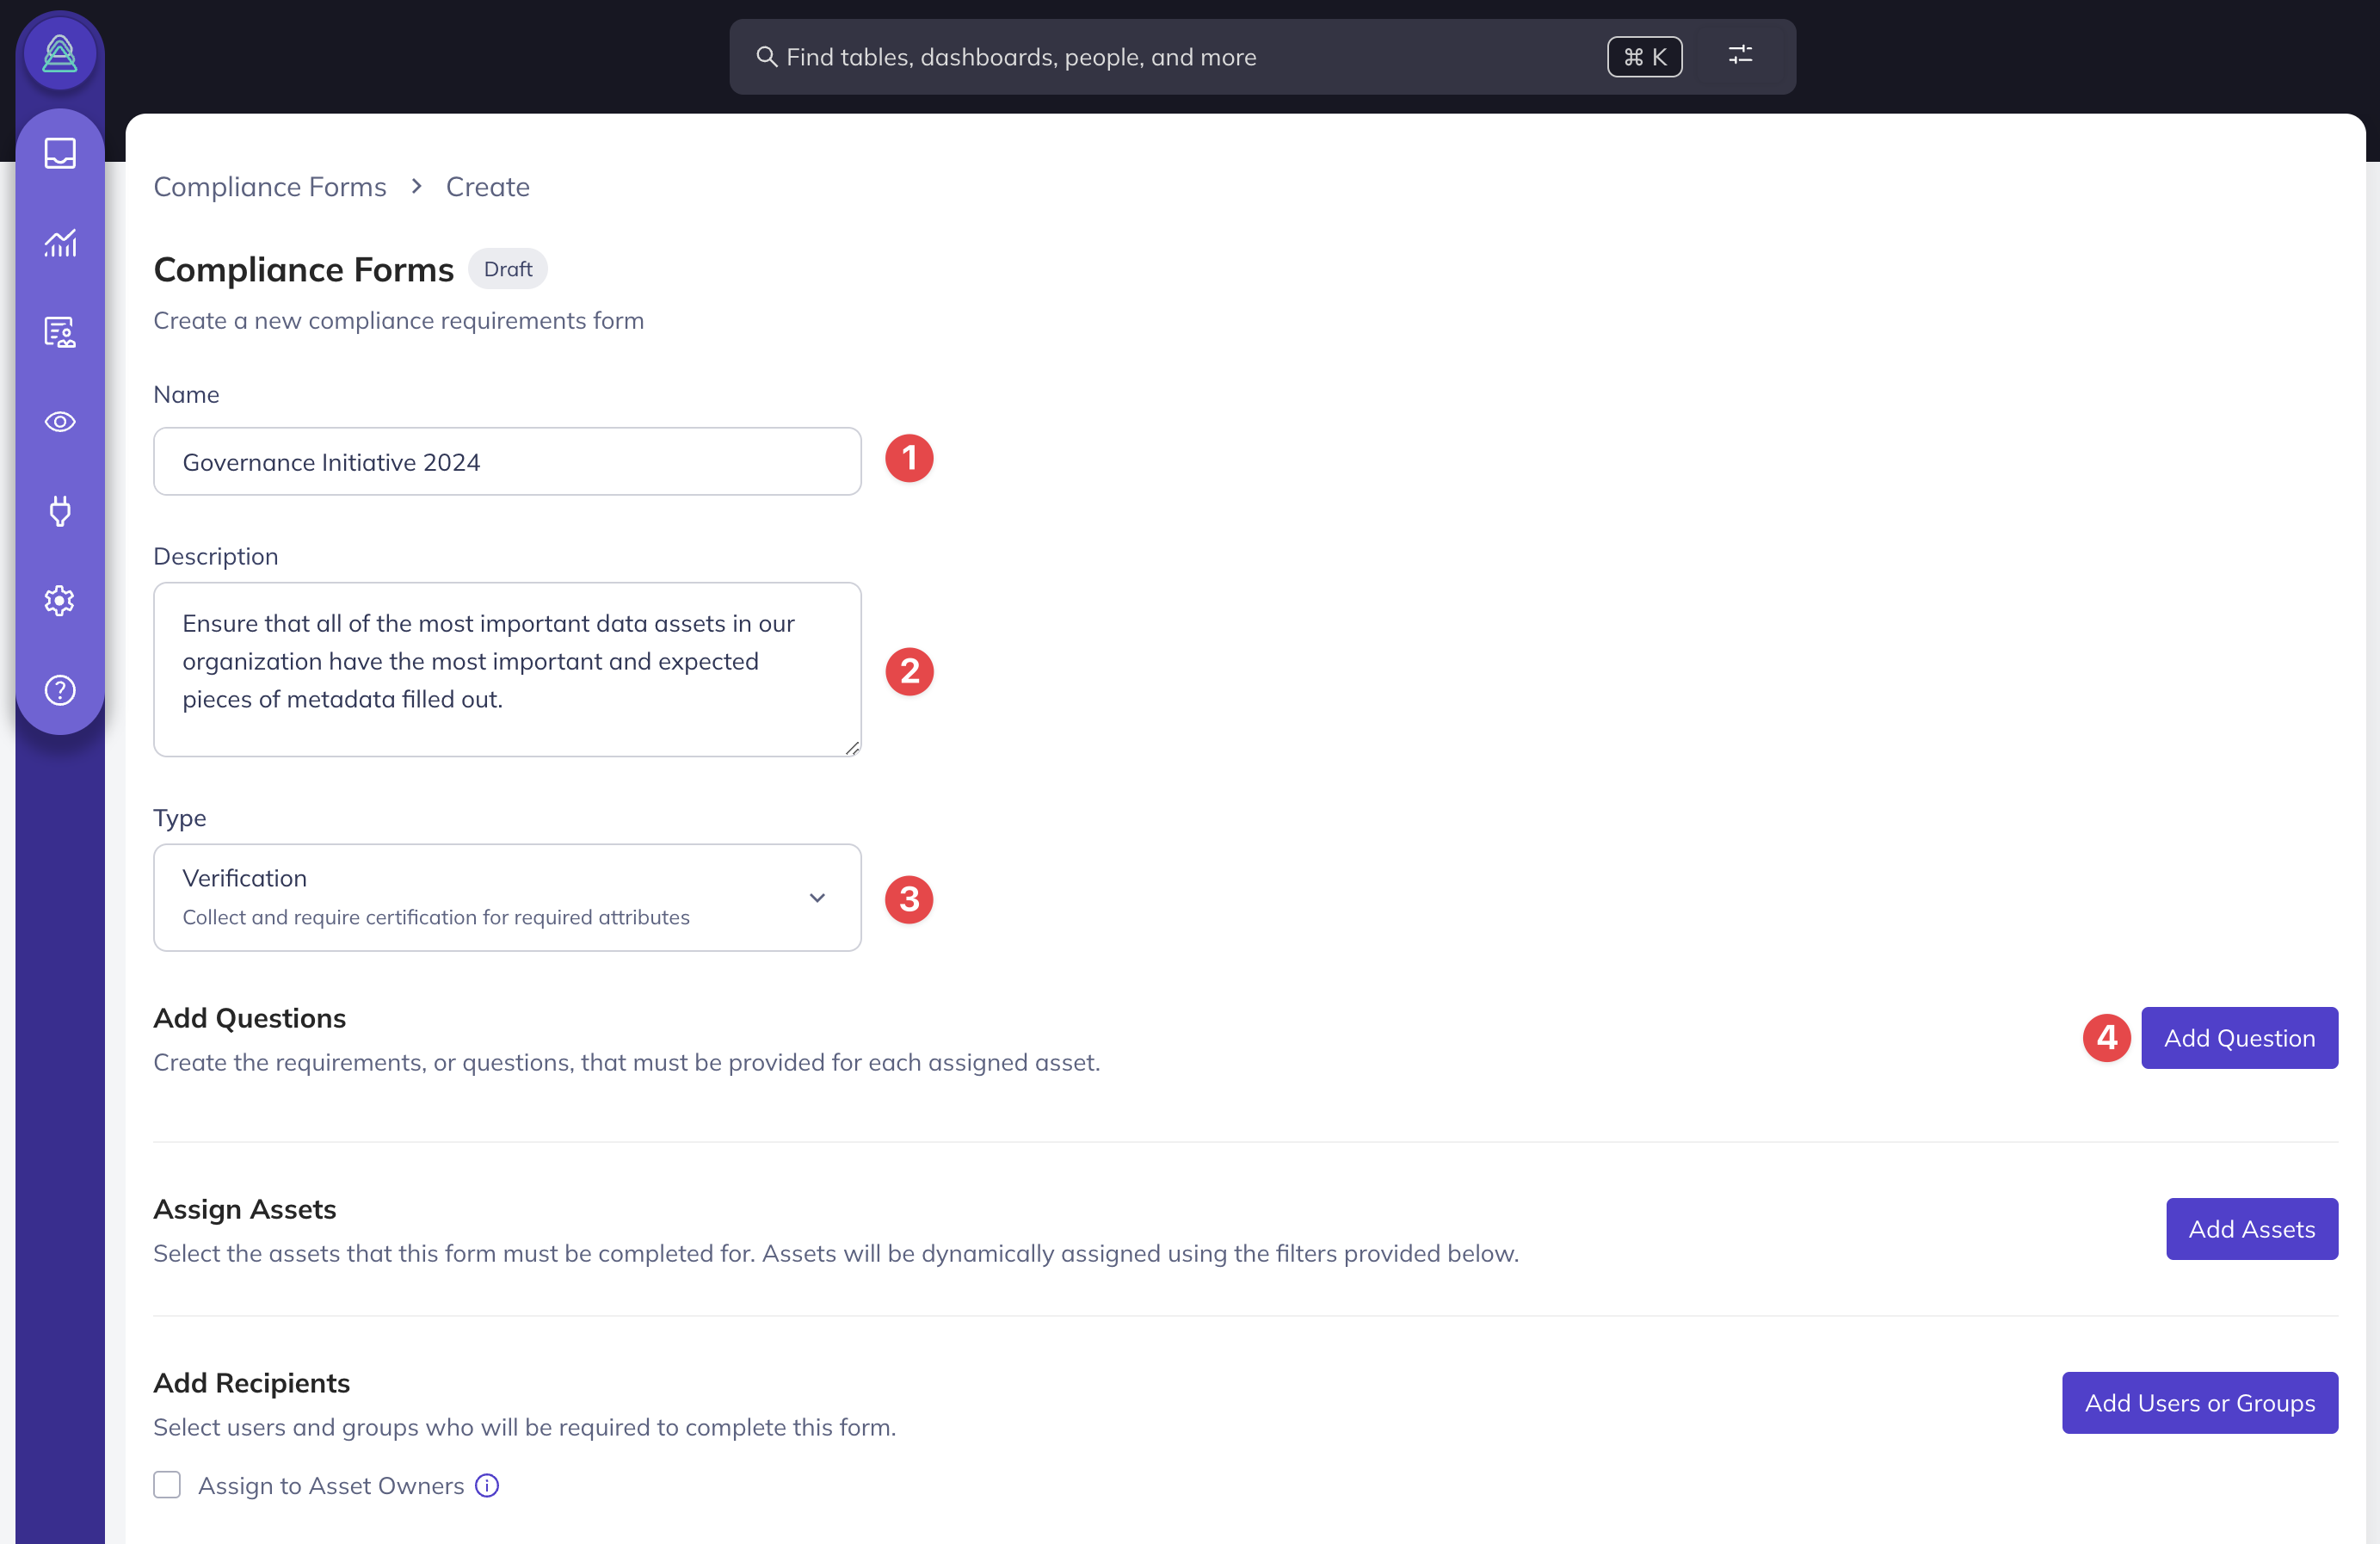 Find tables, dashboards, people, and more
⌘ K
Compliance Forms > Create
Compliance Forms Draft
Create a new compliance requirements form
Name
Governance Initiative 2024
1
Description
Ensure that all of the most important data assets in our
organization have the most important and expected
pieces of metadata filled out.
2
Type
Verification
Collect and require certification for required attributes
3
Add Questions
Create the requirements, or questions, that must be provided for each assigned asset.
4 Add Question
Assign Assets
Select the assets that this form must be completed for. Assets will be dynamically assigned using the filters provided below.
Add Assets
Add Recipients
Select users and groups who will be required to complete this form.
Add Users or Groups
Assign to Asset Owners